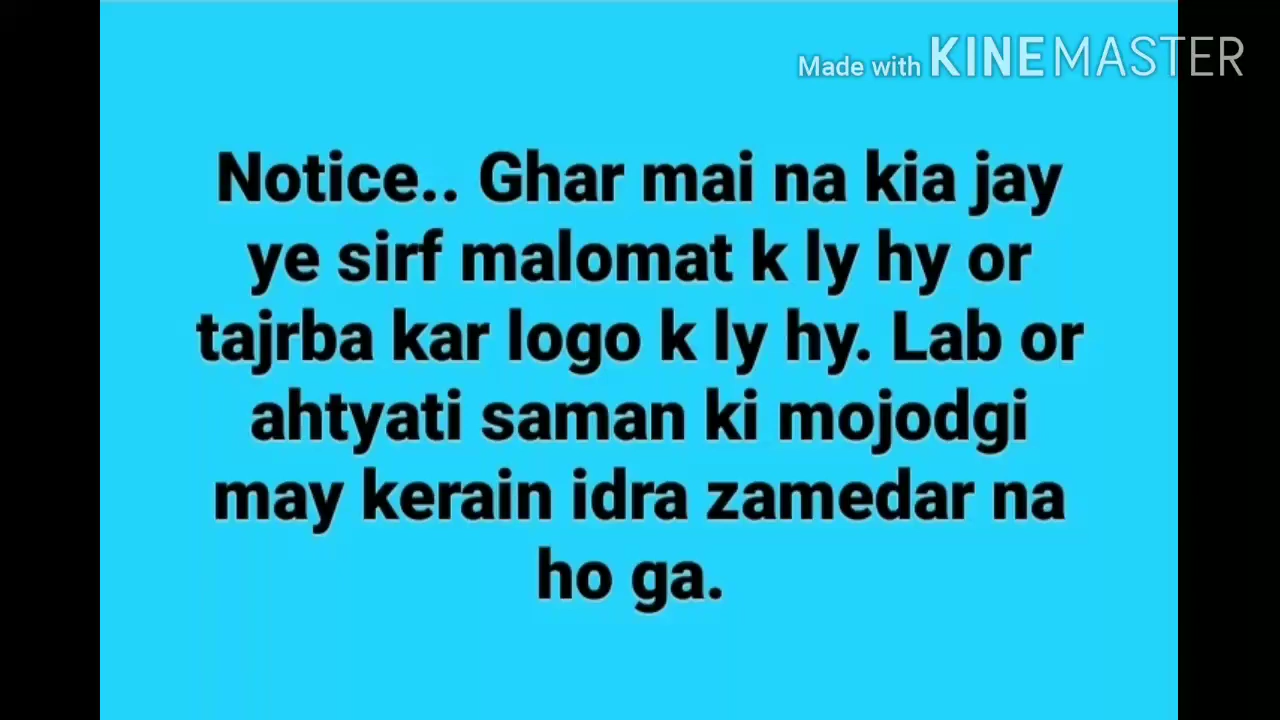 Made with KINEMASTER
Notice.. Ghar mai na kia jay
ye sirf malomat k ly hy or
tajrba kar logo k ly hy. Lab or
ahtyati saman ki mojodgi
may kerain idra zamedar na
ho ga.